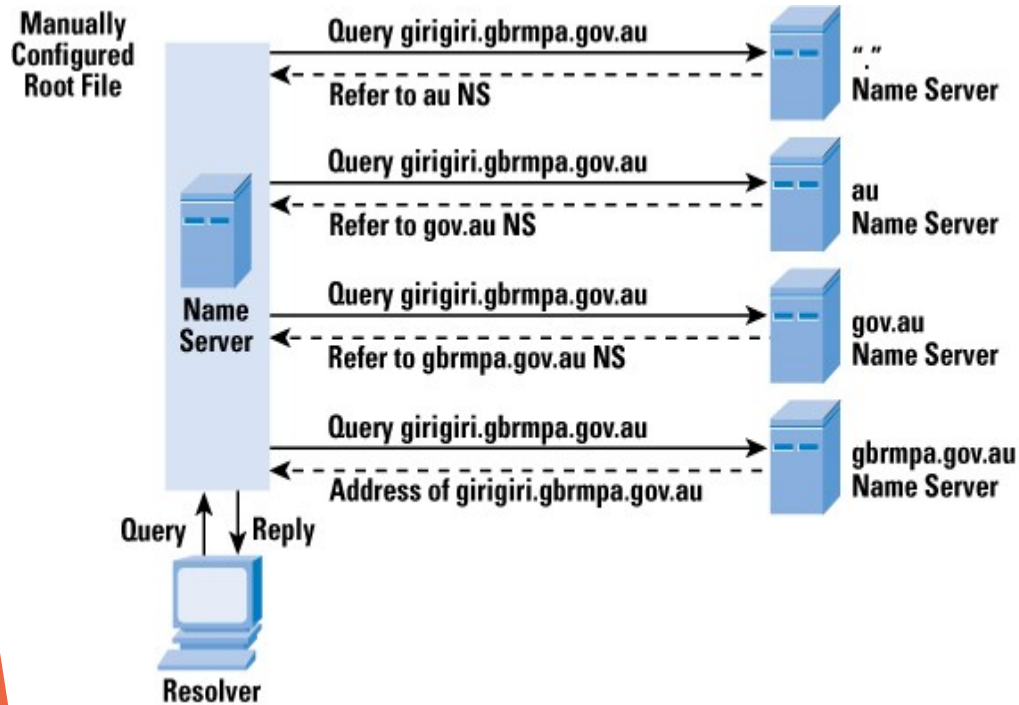 Manually
Configured
Root File
Query girigiri.gbrmpa.gov.au
Refer to au NS
"."
Name Server
Query girigiri.gbrmpa.gov.au
Refer to gov.au NS
au
Name Server
Name
Server
Query girigiri.gbrmpa.gov.au
Refer to gbrmpa.gov.au NS
gov.au
Name Server
Query girigiri.gbrmpa.gov.au
Address of girigiri.gbrmpa.gov.au
gbrmpa.gov.au
Name Server
Query
Reply
Resolver